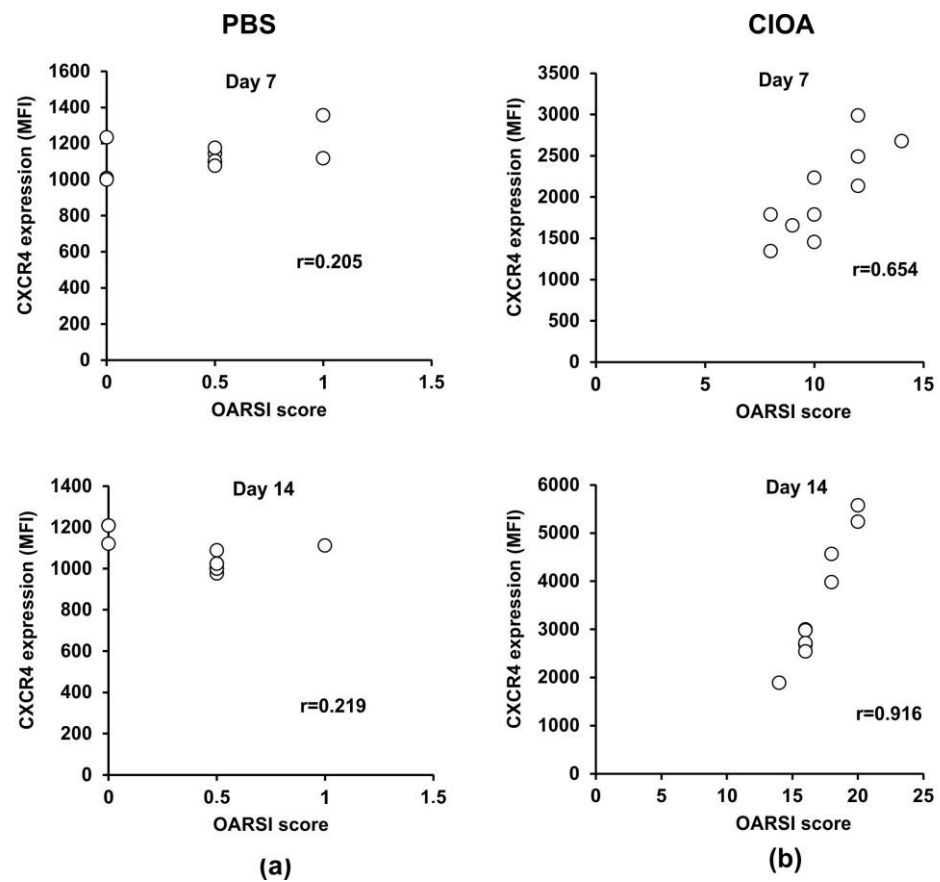 PBS
CIOA
Day 7
CXCR4 expression (MFI)
1600
1400
1200
1000
800
600
400
200
0
r=0.205
0 0.5 1 1.5
OARSI score
Day 7
CXCR4 expression (MFI)
3500
3000
2500
2000
1500
1000
500
0
r=0.654
0 5 10 15
OARSI score
Day 14
CXCR4 expression (MFI)
1400
1200
1000
800
600
400
200
0
r=0.219
0 0.5 1 1.5
OARSI score
Day 14
CXCR4 expression (MFI)
6000
5000
4000
3000
2000
1000
0
r=0.916
0 5 10 15 20 25
OARSI score
(a)
(b)